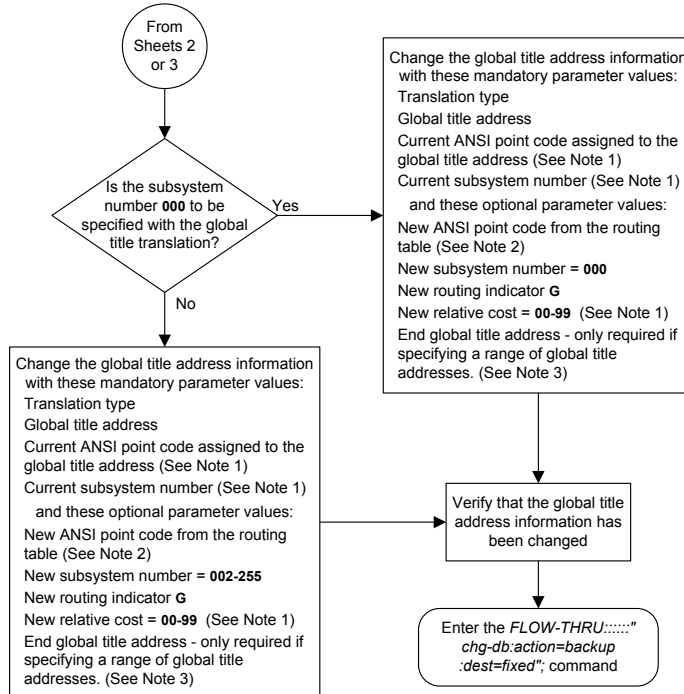 From
Sheets 2
or 3
Is the subsystem
number 000 to be
specified with the global
title translation?
Yes
No
Change the global title address information
with these mandatory parameter values:
Translation type
Global title address
Current ANSI point code assigned to the
global title address (See Note 1)
Current subsystem number (See Note 1)
and these optional parameter values:
New ANSI point code from the routing
table (See Note 2)
New subsystem number = 000
New routing indicator G
New relative cost = 00-99 (See Note 1)
End global title address - only required if
specifying a range of global title
addresses. (See Note 3)
Change the global title address information
with these mandatory parameter values:
Translation type
Global title address
Current ANSI point code assigned to the
global title address (See Note 1)
Current subsystem number (See Note 1)
and these optional parameter values:
New ANSI point code from the routing
table (See Note 2)
New subsystem number = 002-255
New routing indicator G
New relative cost = 00-99 (See Note 1)
End global title address - only required if
specifying a range of global title
addresses. (See Note 3)
Verify that the global title
address information has
been changed
Enter the FLOW-THRU::::::"
chg-db:action=backup
:dest=fixed"; command